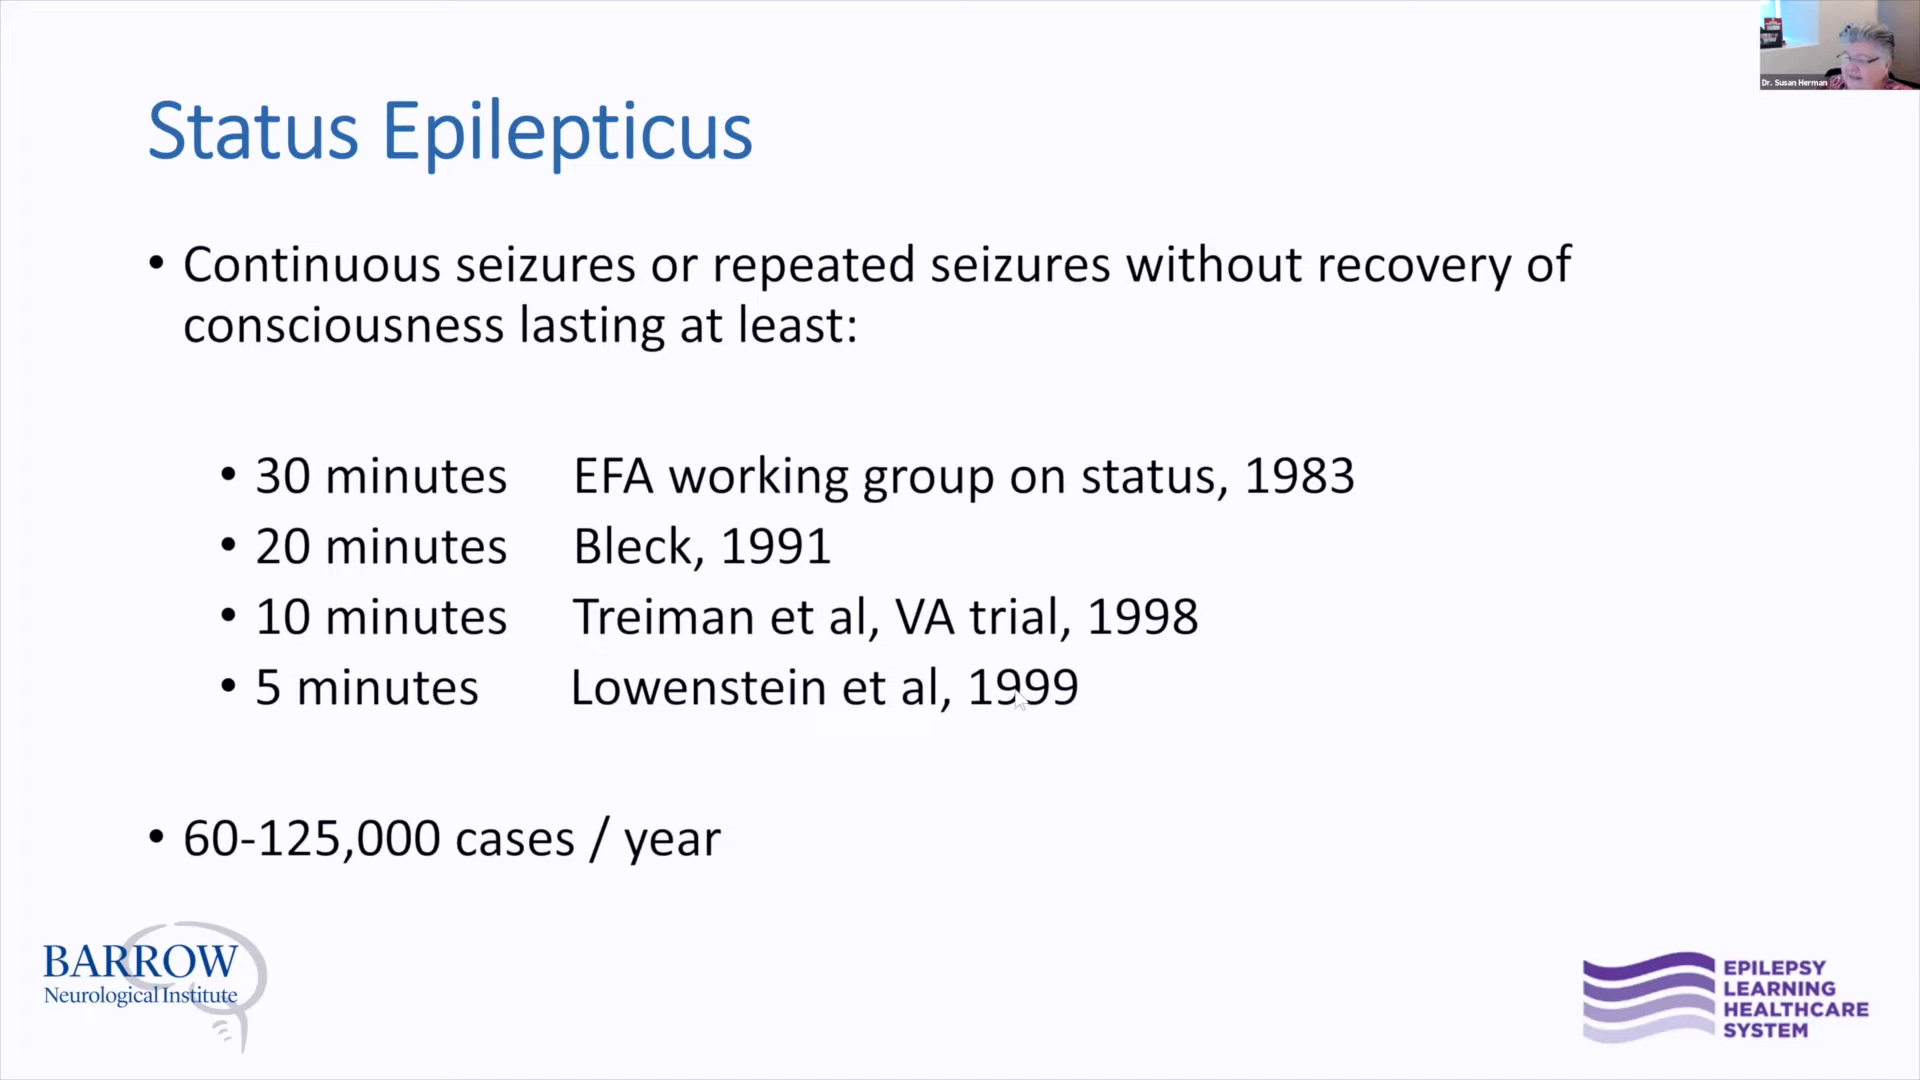 Dr. Susan Herman
Status Epilepticus
• Continuous seizures or repeated seizures without recovery of
consciousness lasting at least:
• 30 minutes EFA working group on status, 1983
• 20 minutes Bleck, 1991
• 10 minutes Treiman et al, VA trial, 1998
• 5 minutes Lowenstein et al, 1999
• 60-125,000 cases / year
BARROW
Neurological Institute
EPILEPSY
LEARNING
HEALTHCARE
SYSTEM